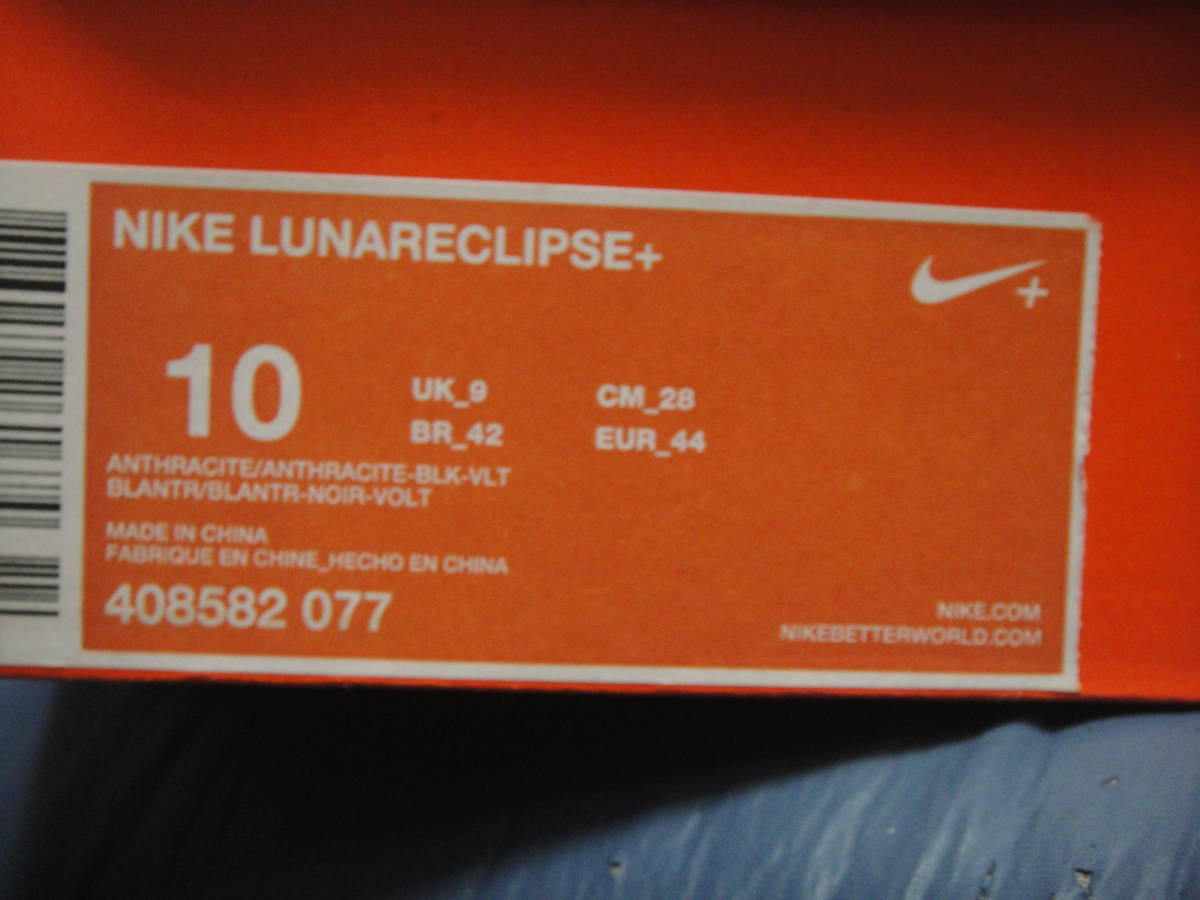 NIKE LUNARECLIPSE+
10
UK_9 CM_28
BR_42 EUR_44
ANTHRACITE/ANTHRACITE-BLK-VLT
BLANTR/BLANTR-NOIR-VOLT
MADE IN CHINA
FABRIQUE EN CHINE_HECHO EN CHINA
408582 077
NIKE.COM
NIKEBETTERWORLD.COM